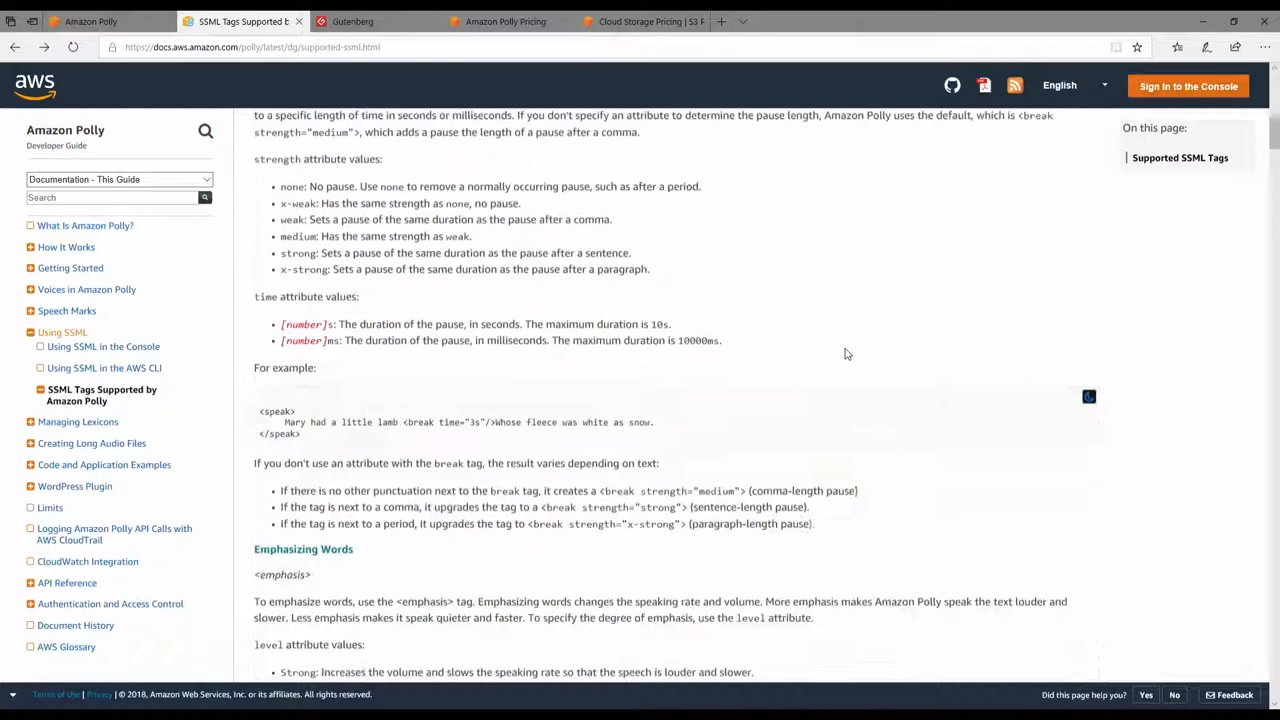 Amazon Polly
SSML Tags Supported b
Gutenberg
Amazon Polly Pricing
Cloud Storage Pricing | S3 P
https://docs.aws.amazon.com/polly/latest/dg/supported-ssml.html
aws
English
Sign In to the Console
Amazon Polly
Developer Guide
Documentation - This Guide
Search
What Is Amazon Polly?
How It Works
Getting Started
Voices in Amazon Polly
Speech Marks
Using SSML
Using SSML in the Console
Using SSML in the AWS CLI
SSML Tags Supported by
Amazon Polly
Managing Lexicons
Creating Long Audio Files
Code and Application Examples
WordPress Plugin
Limits
Logging Amazon Polly API Calls with
AWS CloudTrail
CloudWatch Integration
API Reference
Authentication and Access Control
Document History
AWS Glossary
to a specific length of time in seconds or milliseconds. If you don't specify an attribute to determine the pause length, Amazon Polly uses the default, which is <break
strength="medium">, which adds a pause the length of a pause after a comma.
strength attribute values:
• none: No pause. Use none to remove a normally occurring pause, such as after a period.
• x-weak: Has the same strength as none, no pause.
• weak: Sets a pause of the same duration as the pause after a comma.
• medium: Has the same strength as weak.
• strong: Sets a pause of the same duration as the pause after a sentence.
• x-strong: Sets a pause of the same duration as the pause after a paragraph.
time attribute values:
• [number]s: The duration of the pause, in seconds. The maximum duration is 10s.
• [number]ms: The duration of the pause, in milliseconds. The maximum duration is 10000ms.
For example:
<speak>
Mary had a little lamb <break time="3s"/>Whose fleece was white as snow.
</speak>
If you don't use an attribute with the break tag, the result varies depending on text:
• If there is no other punctuation next to the break tag, it creates a <break strength="medium"> (comma-length pause)
• If the tag is next to a comma, it upgrades the tag to a <break strength="strong"> (sentence-length pause).
• If the tag is next to a period, it upgrades the tag to <break strength="x-strong"> (paragraph-length pause).
Emphasizing Words
<emphasis>
To emphasize words, use the <emphasis> tag. Emphasizing words changes the speaking rate and volume. More emphasis makes Amazon Polly speak the text louder and
slower. Less emphasis makes it speak quieter and faster. To specify the degree of emphasis, use the level attribute.
level attribute values:
• Strong: Increases the volume and slows the speaking rate so that the speech is louder and slower.
On this page:
Supported SSML Tags
Terms of Use | Privacy | © 2018, Amazon Web Services, Inc. or its affiliates. All rights reserved.
Did this page help you?
Yes
No
Feedback